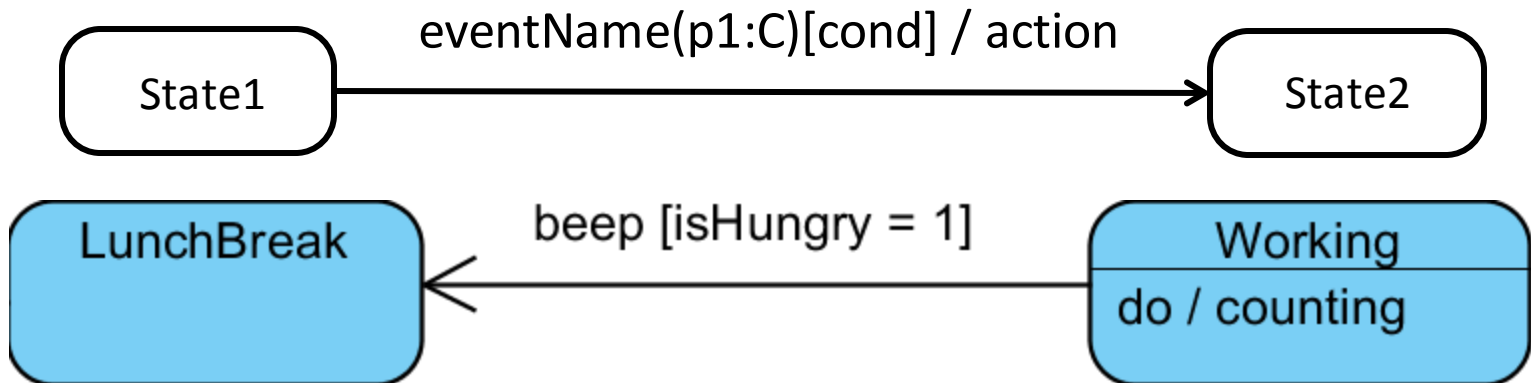 eventName(p1:C)[cond] / action
State1
State2
LunchBreak
beep [isHungry = 1]
Working
do / counting